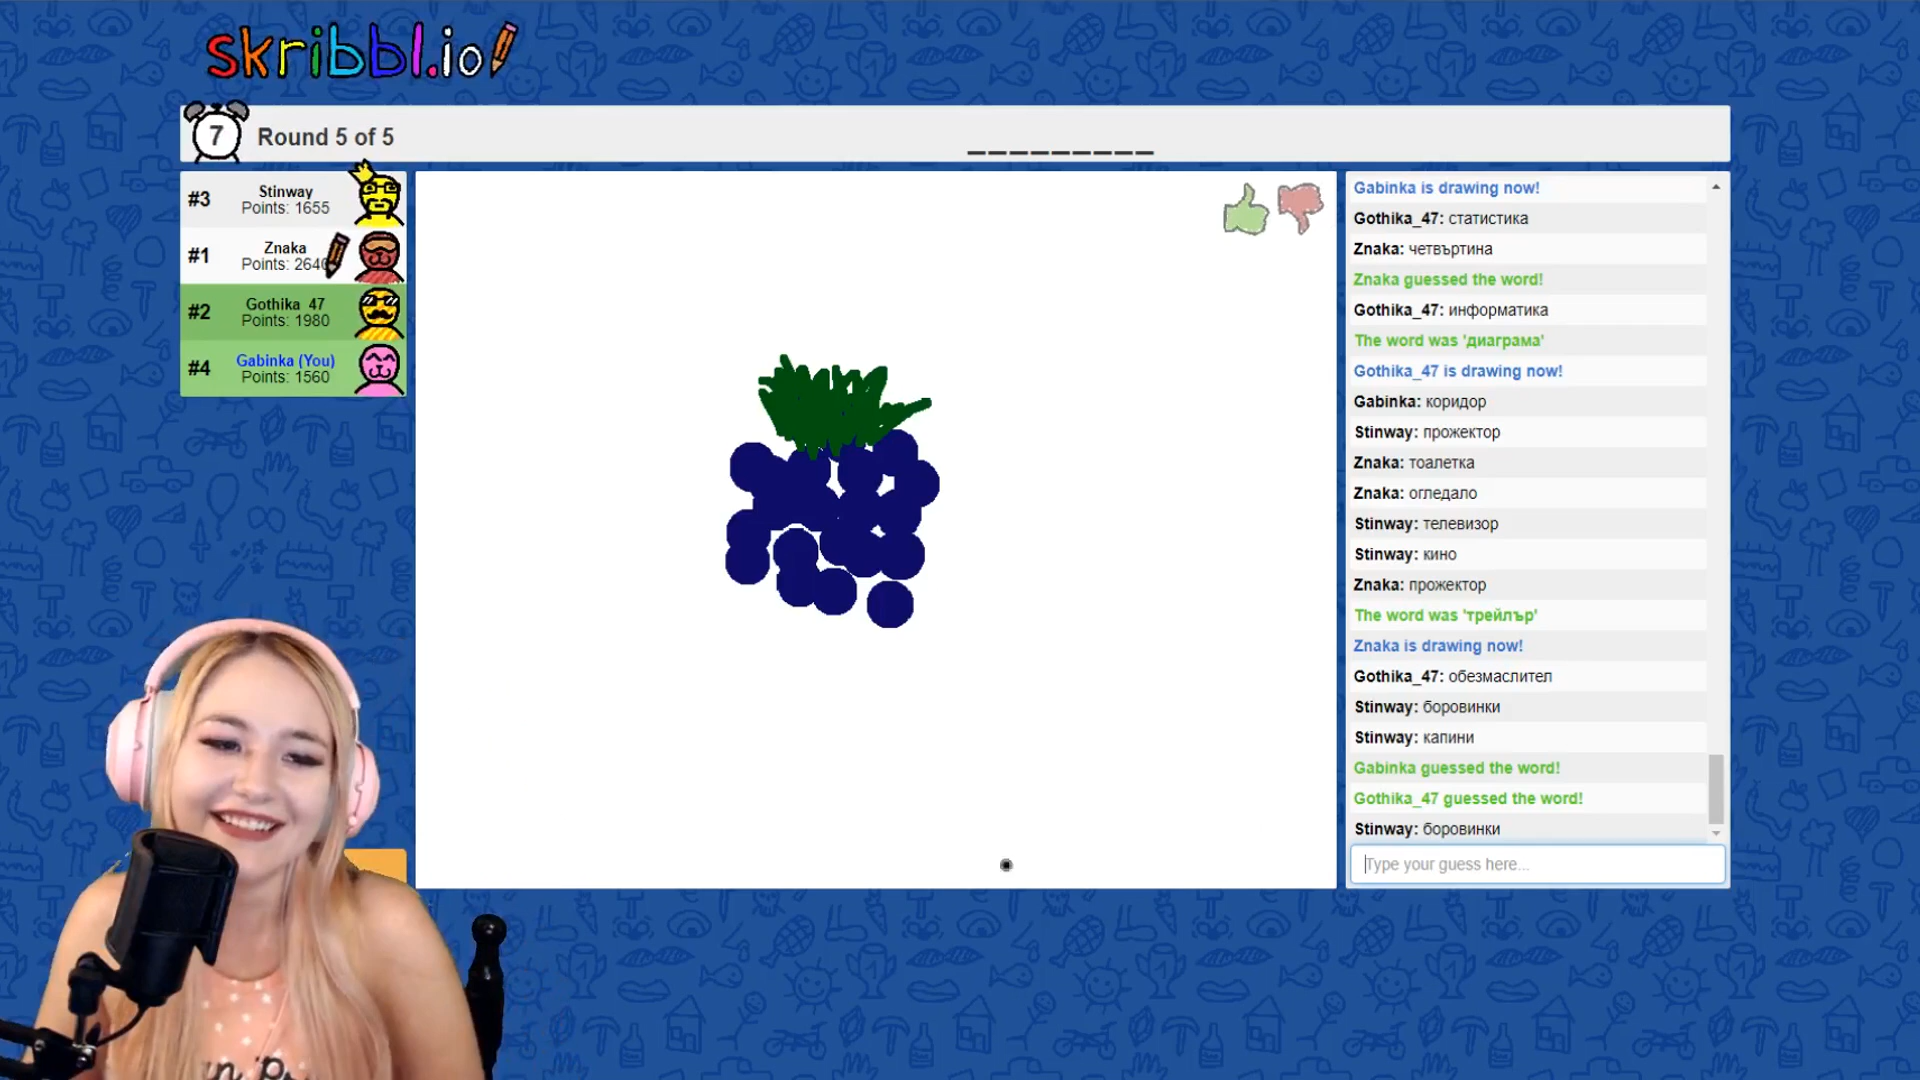 skribbl.io
7
Round 5 of 5
_________
#3
Stinway
Points: 1655
#1
Znaka
Points: 2640
#2
Gothika_47
Points: 1980
#4
Gabinka (You)
Points: 1560
Gabinka is drawing now!
Gothika_47: статистика
Znaka: четвъртина
Znaka guessed the word!
Gothika_47: информатика
The word was 'диаграма'
Gothika_47 is drawing now!
Gabinka: коридор
Stinway: прожектор
Znaka: тоалетка
Znaka: огледало
Stinway: телевизор
Stinway: кино
Znaka: прожектор
The word was 'трейлър'
Znaka is drawing now!
Gothika_47: обезмаслител
Stinway: боровинки
Stinway: капини
Gabinka guessed the word!
Gothika_47 guessed the word!
Stinway: боровинки
Type your guess here...